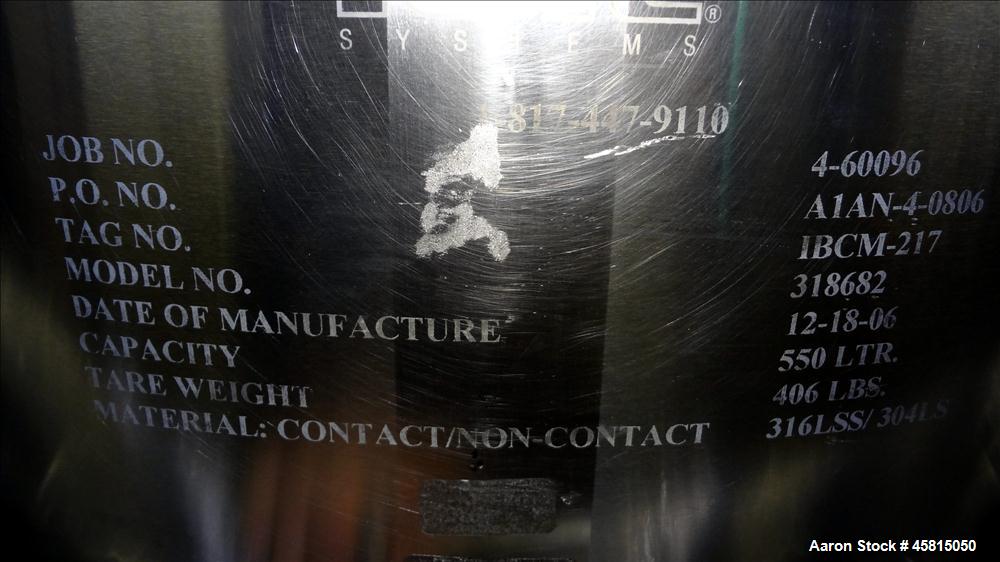 S Y S T E M S
1-817-447-9110
JOB NO. 4-60096
P.O. NO. A1AN-4-0806
TAG NO. IBCM-217
MODEL NO. 318682
DATE OF MANUFACTURE 12-18-06
CAPACITY 550 LTR.
TARE WEIGHT 406 LBS.
MATERIAL: CONTACT/NON-CONTACT 316LSS/ 304LS
Aaron Stock # 45815050